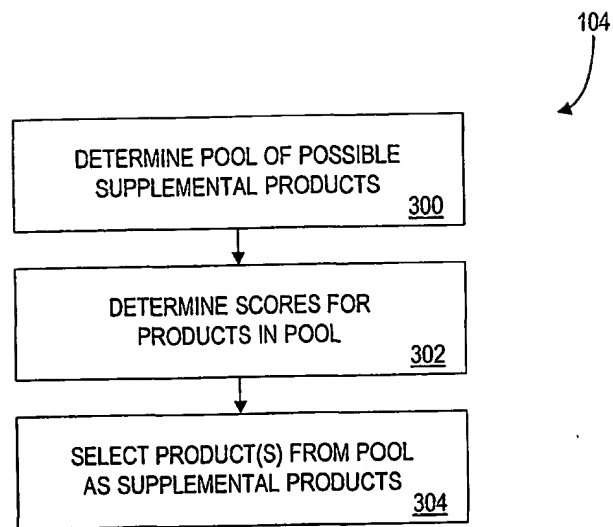 104
DETERMINE POOL OF POSSIBLE
SUPPLEMENTAL PRODUCTS
300
DETERMINE SCORES FOR
PRODUCTS IN POOL
302
SELECT PRODUCT(S) FROM POOL
AS SUPPLEMENTAL PRODUCTS
304